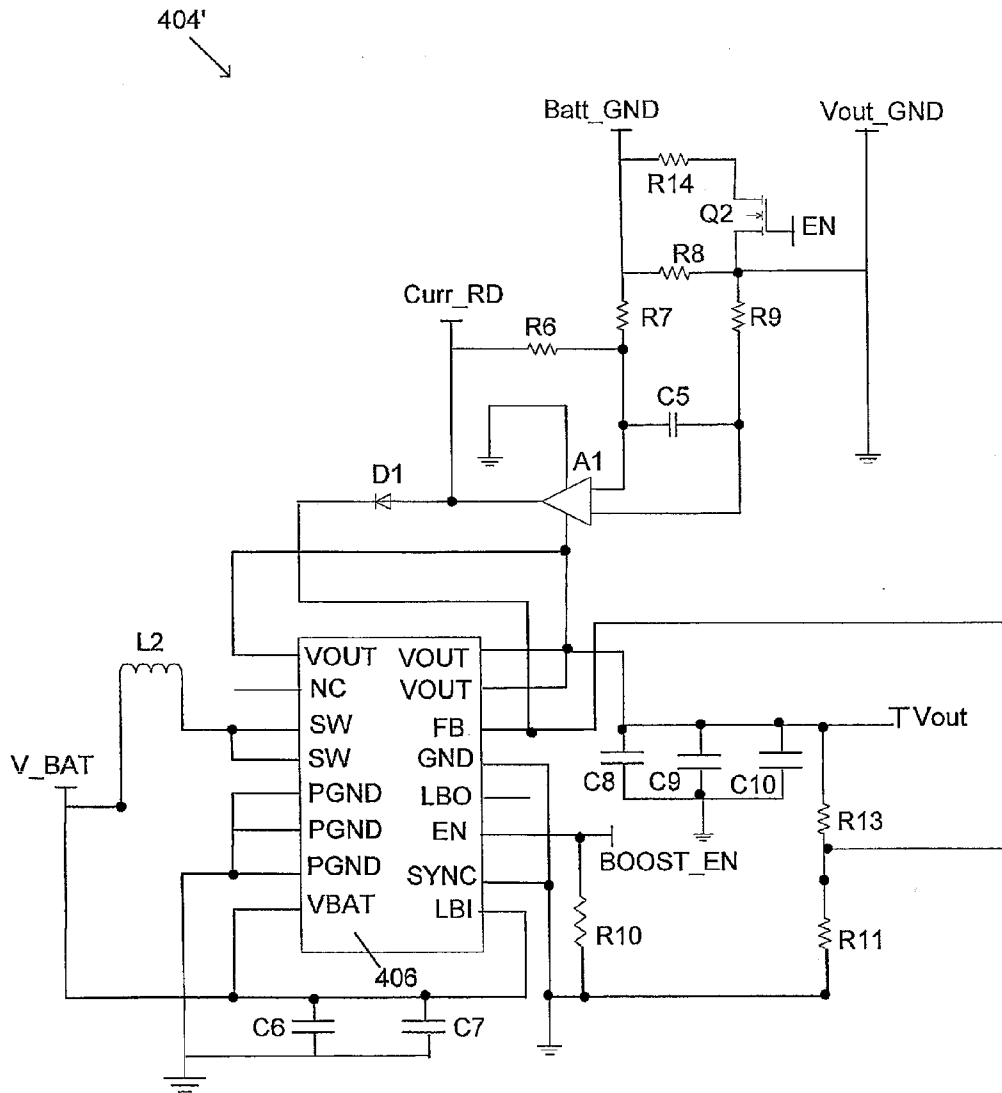 404'
Batt_GND
Vout_GND
R14
Q2
EN
R8
Curr_RD
R7
R9
R6
C5
A1
D1
L2
VOUT
VOUT
NC
VOUT
SW
FB
SW
GND
V_BAT
PGND
LBO
PGND
EN
PGND
SYNC
VBAT
LBI
Vout
C8
C9
C10
R13
BOOST_EN
R10
R11
406
C6
C7